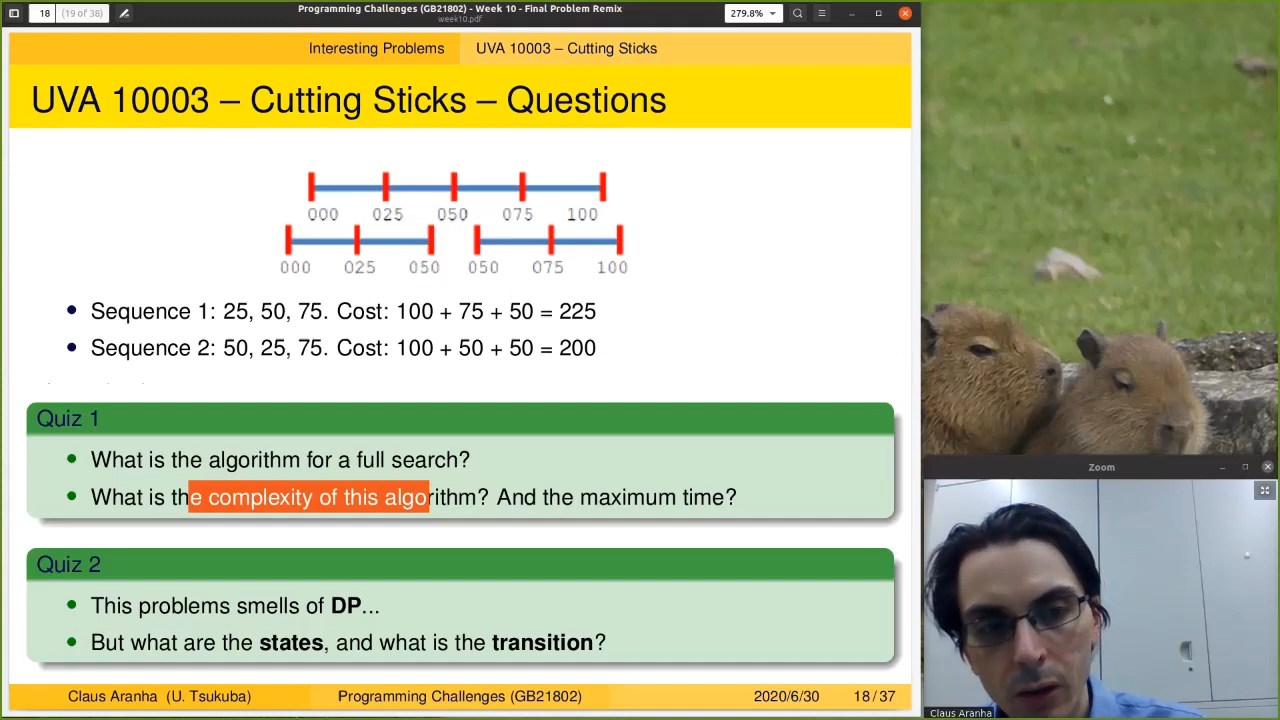 18
(19 of 38)
Programming Challenges (GB21802) - Week 10 - Final Problem Remix
week10.pdf
279.8%
Interesting Problems
UVA 10003 – Cutting Sticks
UVA 10003 – Cutting Sticks – Questions
000 025 050 075 100
000 025 050 050 075 100
Sequence 1: 25, 50, 75. Cost: 100 + 75 + 50 = 225
Sequence 2: 50, 25, 75. Cost: 100 + 50 + 50 = 200
Quiz 1
What is the algorithm for a full search?
What is the complexity of this algorithm? And the maximum time?
Quiz 2
This problems smells of DP...
But what are the states, and what is the transition?
Claus Aranha (U. Tsukuba)
Programming Challenges (GB21802)
2020/6/30
18 / 37
Zoom
Claus Aranha